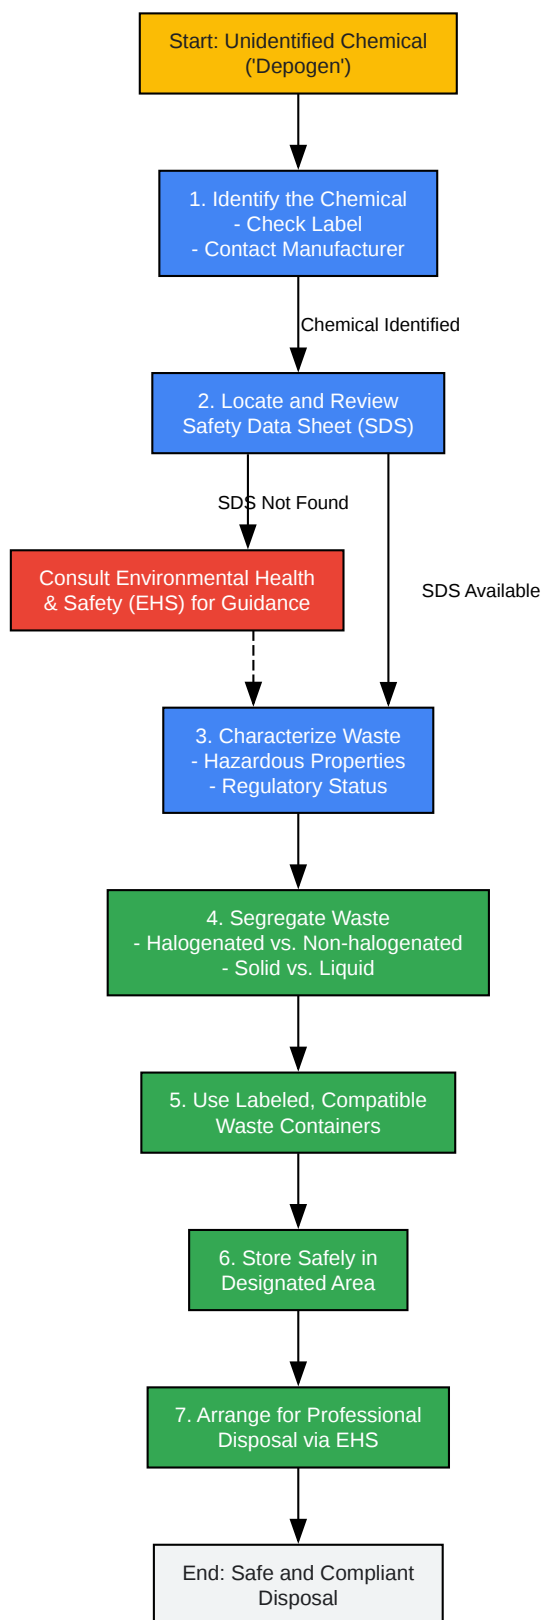 Start: Unidentified Chemical
('Depogen')
1. Identify the Chemical
- Check Label
- Contact Manufacturer
Chemical Identified
2. Locate and Review
Safety Data Sheet (SDS)
SDS Not Found
Consult Environmental Health
& Safety (EHS) for Guidance
SDS Available
3. Characterize Waste
- Hazardous Properties
- Regulatory Status
4. Segregate Waste
- Halogenated vs. Non-halogenated
- Solid vs. Liquid
5. Use Labeled, Compatible
Waste Containers
6. Store Safely in
Designated Area
7. Arrange for Professional
Disposal via EHS
End: Safe and Compliant
Disposal